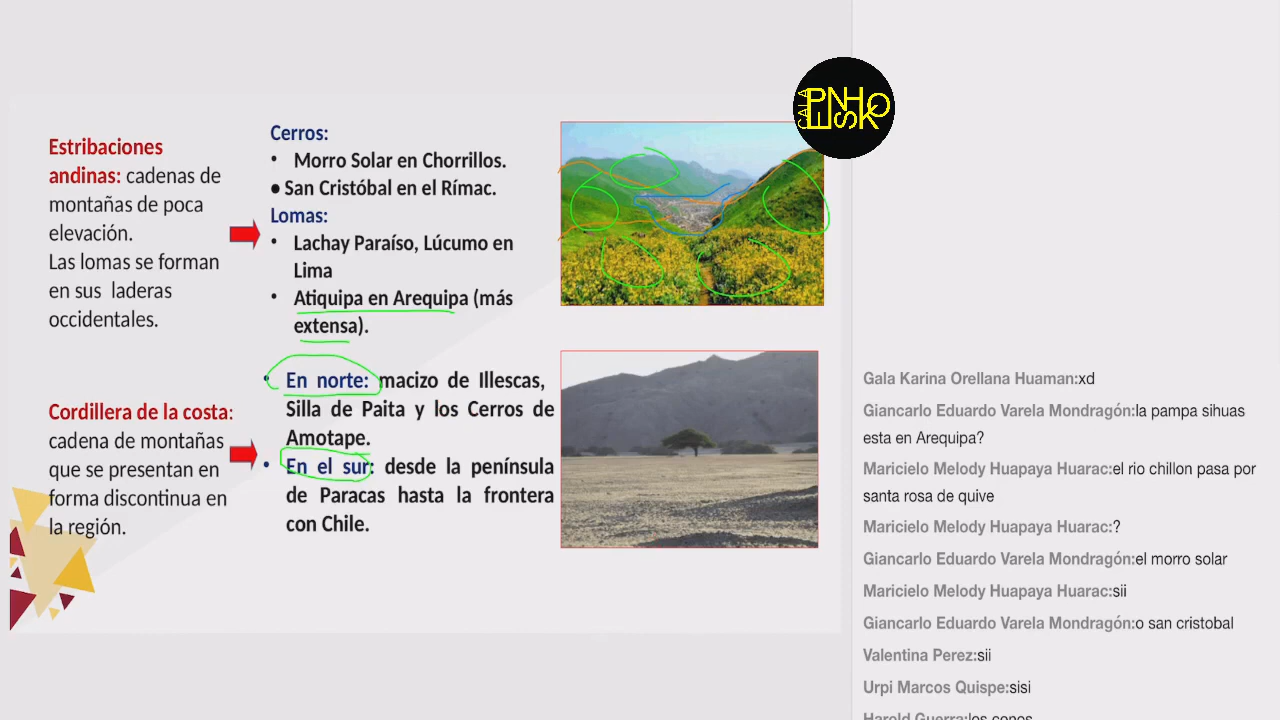 Estribaciones
andinas: cadenas de
montañas de poca
elevación.
Las lomas se forman
en sus laderas
occidentales.
Cerros:
• Morro Solar en Chorrillos.
• San Cristóbal en el Rímac.
Lomas:
• Lachay Paraíso, Lúcumo en
Lima
• Atiquipa en Arequipa (más
extensa).
Cordillera de la costa:
cadena de montañas
que se presentan en
forma discontinua en
la región.
• En norte: macizo de Illescas,
Silla de Paita y los Cerros de
Amotape.
• En el sur: desde la península
de Paracas hasta la frontera
con Chile.
Gala Karina Orellana Huaman:xd
Giancarlo Eduardo Varela Mondragón:la pampa sihuas
esta en Arequipa?
Maricielo Melody Huapaya Huarac:el rio chillon pasa por
santa rosa de quive
Maricielo Melody Huapaya Huarac:?
Giancarlo Eduardo Varela Mondragón:el morro solar
Maricielo Melody Huapaya Huarac:sii
Giancarlo Eduardo Varela Mondragón:o san cristobal
Valentina Perez:sii
Urpi Marcos Quispe:sisi
Harold Guerra:los conos